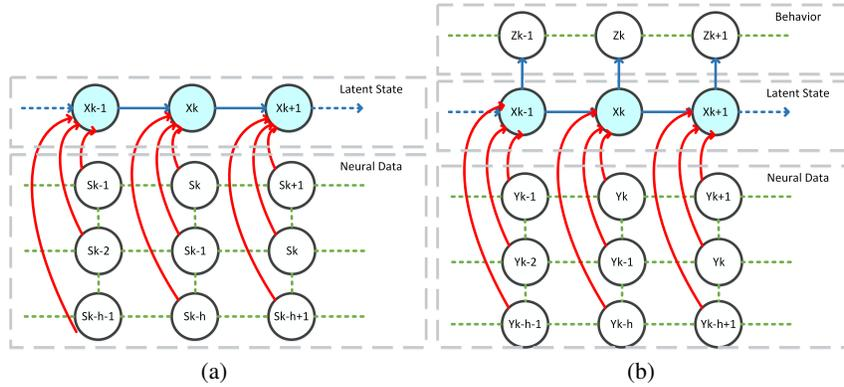 Behavior
Zk-1 Zk Zk+1
Latent State
Xk-1 Xk Xk+1
Latent State
Xk-1 Xk Xk+1
Neural Data
Sk-1 Sk Sk+1
Sk-2 Sk-1 Sk
Sk-h-1 Sk-h Sk-h+1
Neural Data
Yk-1 Yk Yk+1
Yk-2 Yk-1 Yk
Yk-h-1 Yk-h Yk-h+1
(a)
(b)